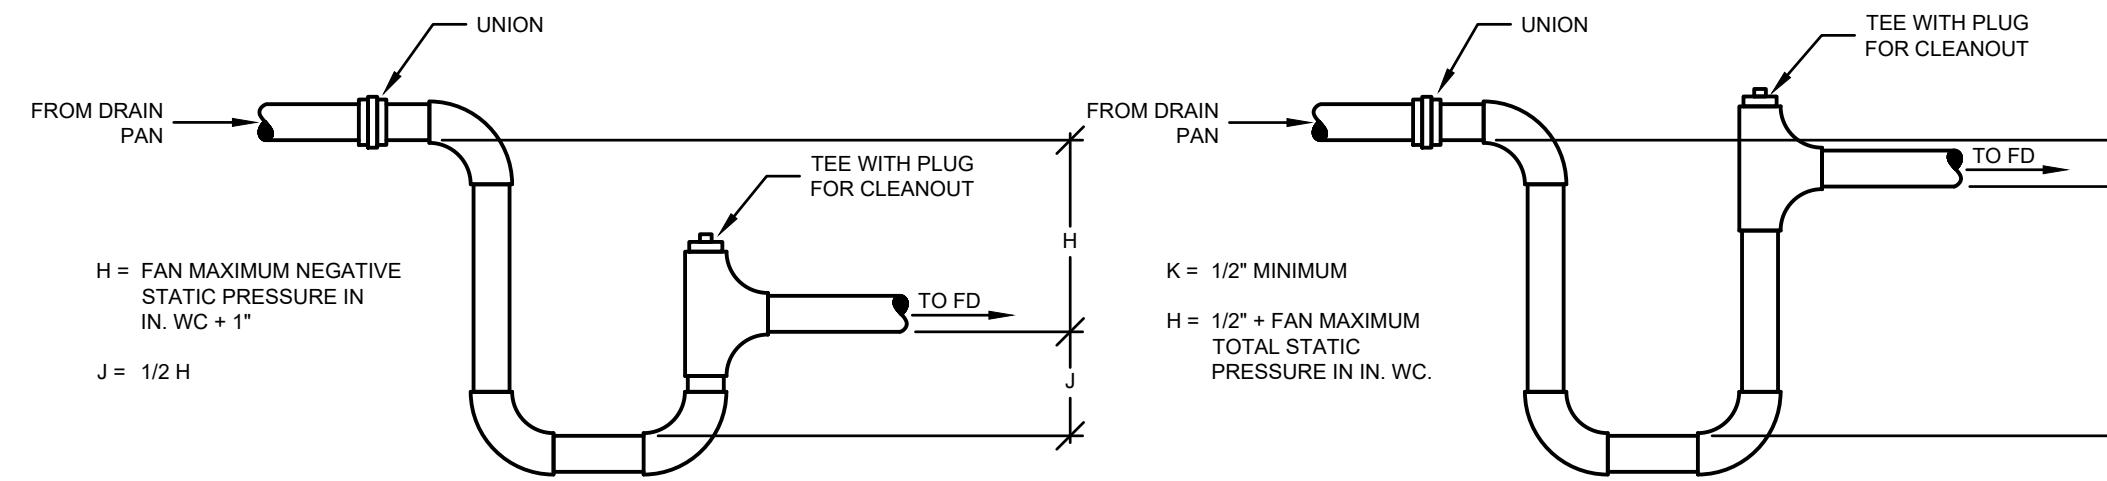 UNION
FROM DRAIN
PAN
TEE WITH PLUG
FOR CLEANOUT
H
H = FAN MAXIMUM NEGATIVE
STATIC PRESSURE IN
IN. WC + 1"
TO FD
J = 1/2 H
J
UNION
TEE WITH PLUG
FOR CLEANOUT
FROM DRAIN
PAN
TO FD
K = 1/2" MINIMUM
H = 1/2" + FAN MAXIMUM
TOTAL STATIC
PRESSURE IN IN. WC.